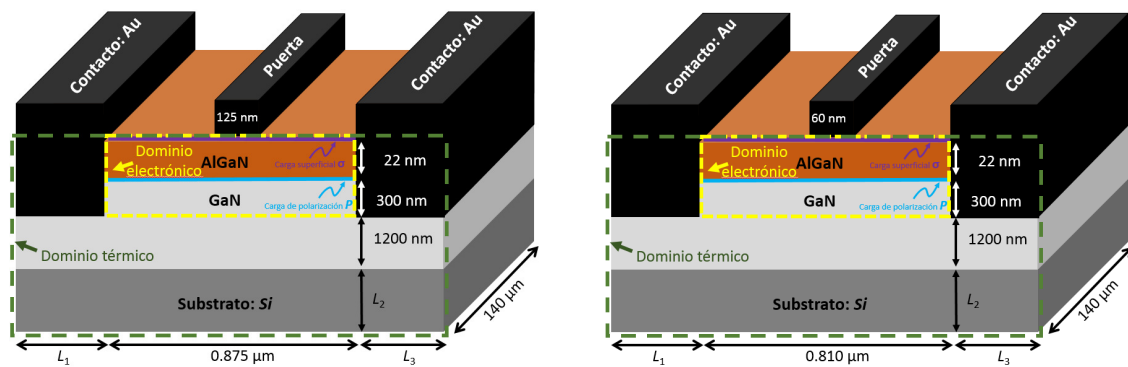 Contacto: Au
Puerta
Contacto: Au
125 nm
Dominio
electrónico
AlGaN
Carga superficial σ
22 nm
GaN
Carga de polarización P
300 nm
1200 nm
Dominio térmico
Substrato: Si
L2
140 µm
L1
0.875 µm
L3
Contacto: Au
Puerta
Contacto: Au
60 nm
Dominio
electrónico
AlGaN
Carga superficial σ
22 nm
GaN
Carga de polarización P
300 nm
1200 nm
Dominio térmico
Substrato: Si
L2
140 µm
L1
0.810 µm
L3